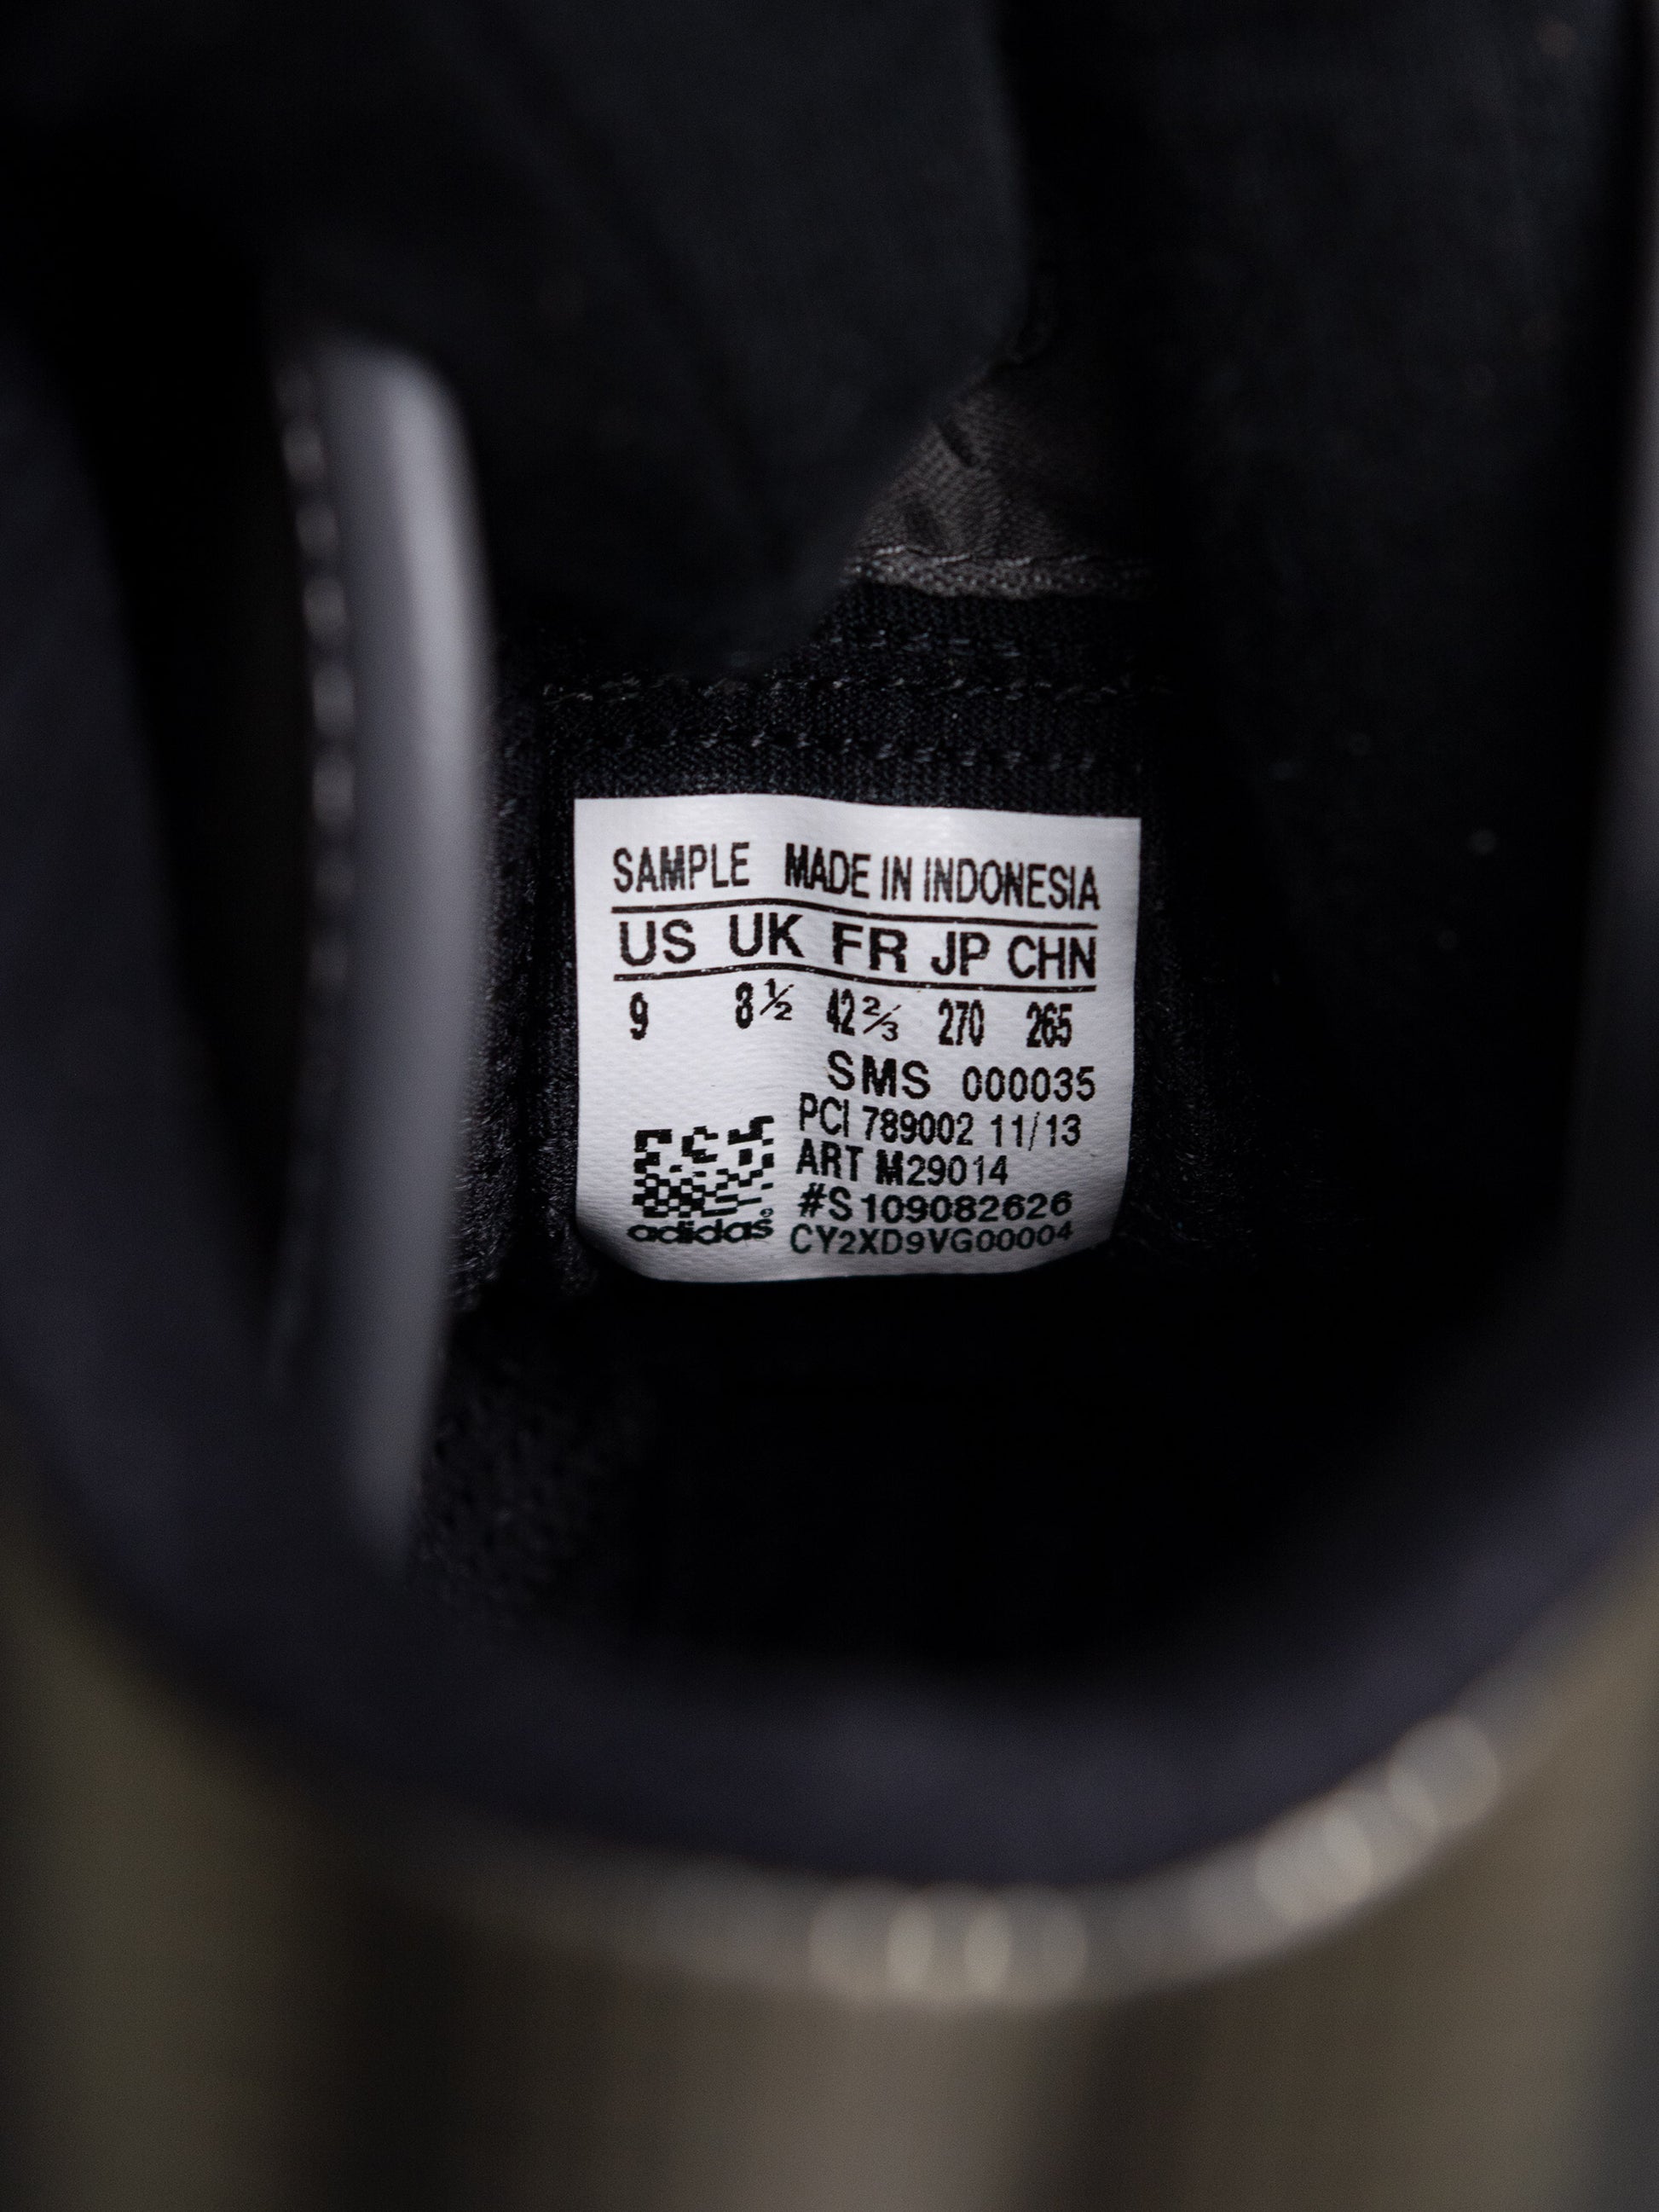 SAMPLE MADE IN INDONESIA
US UK FR JP CHN
9 8½ 42⅔ 270 265
SMS 000035
PCI 789002 11/13
ART M29014
#S109082626
adidas CY2XD9VG00004